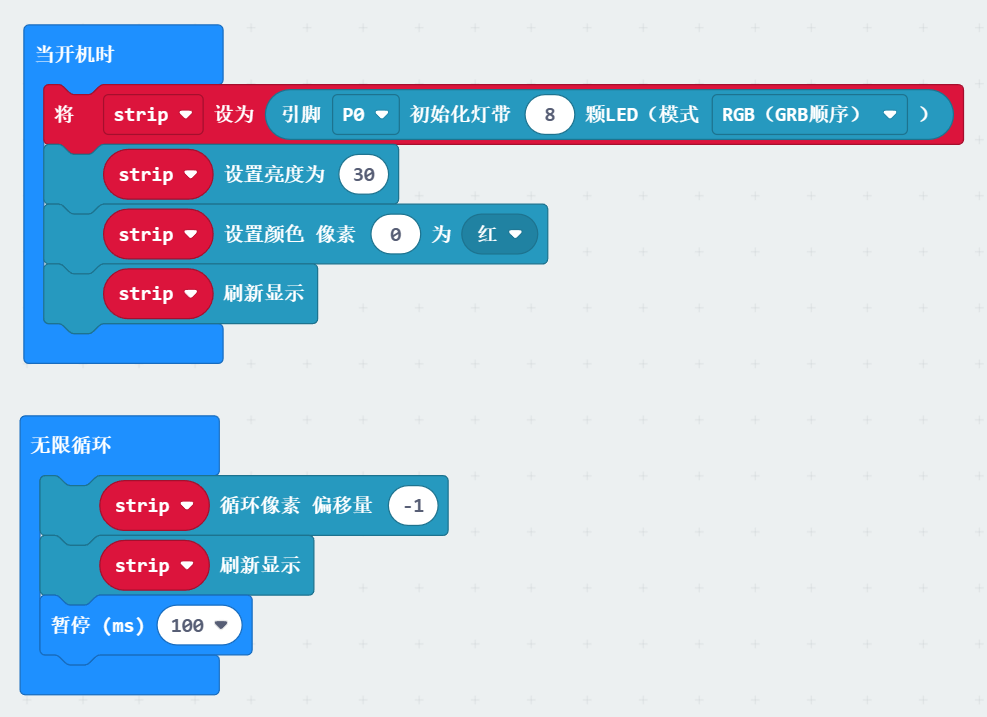 当开机时
将 strip 设为 引脚 P0 初始化灯带 8 颗LED（模式 RGB（GRB顺序） ）
strip 设置亮度为 30
strip 设置颜色 像素 0 为 红
strip 刷新显示
无限循环
strip 循环像素 偏移量 -1
strip 刷新显示
暂停 (ms) 100